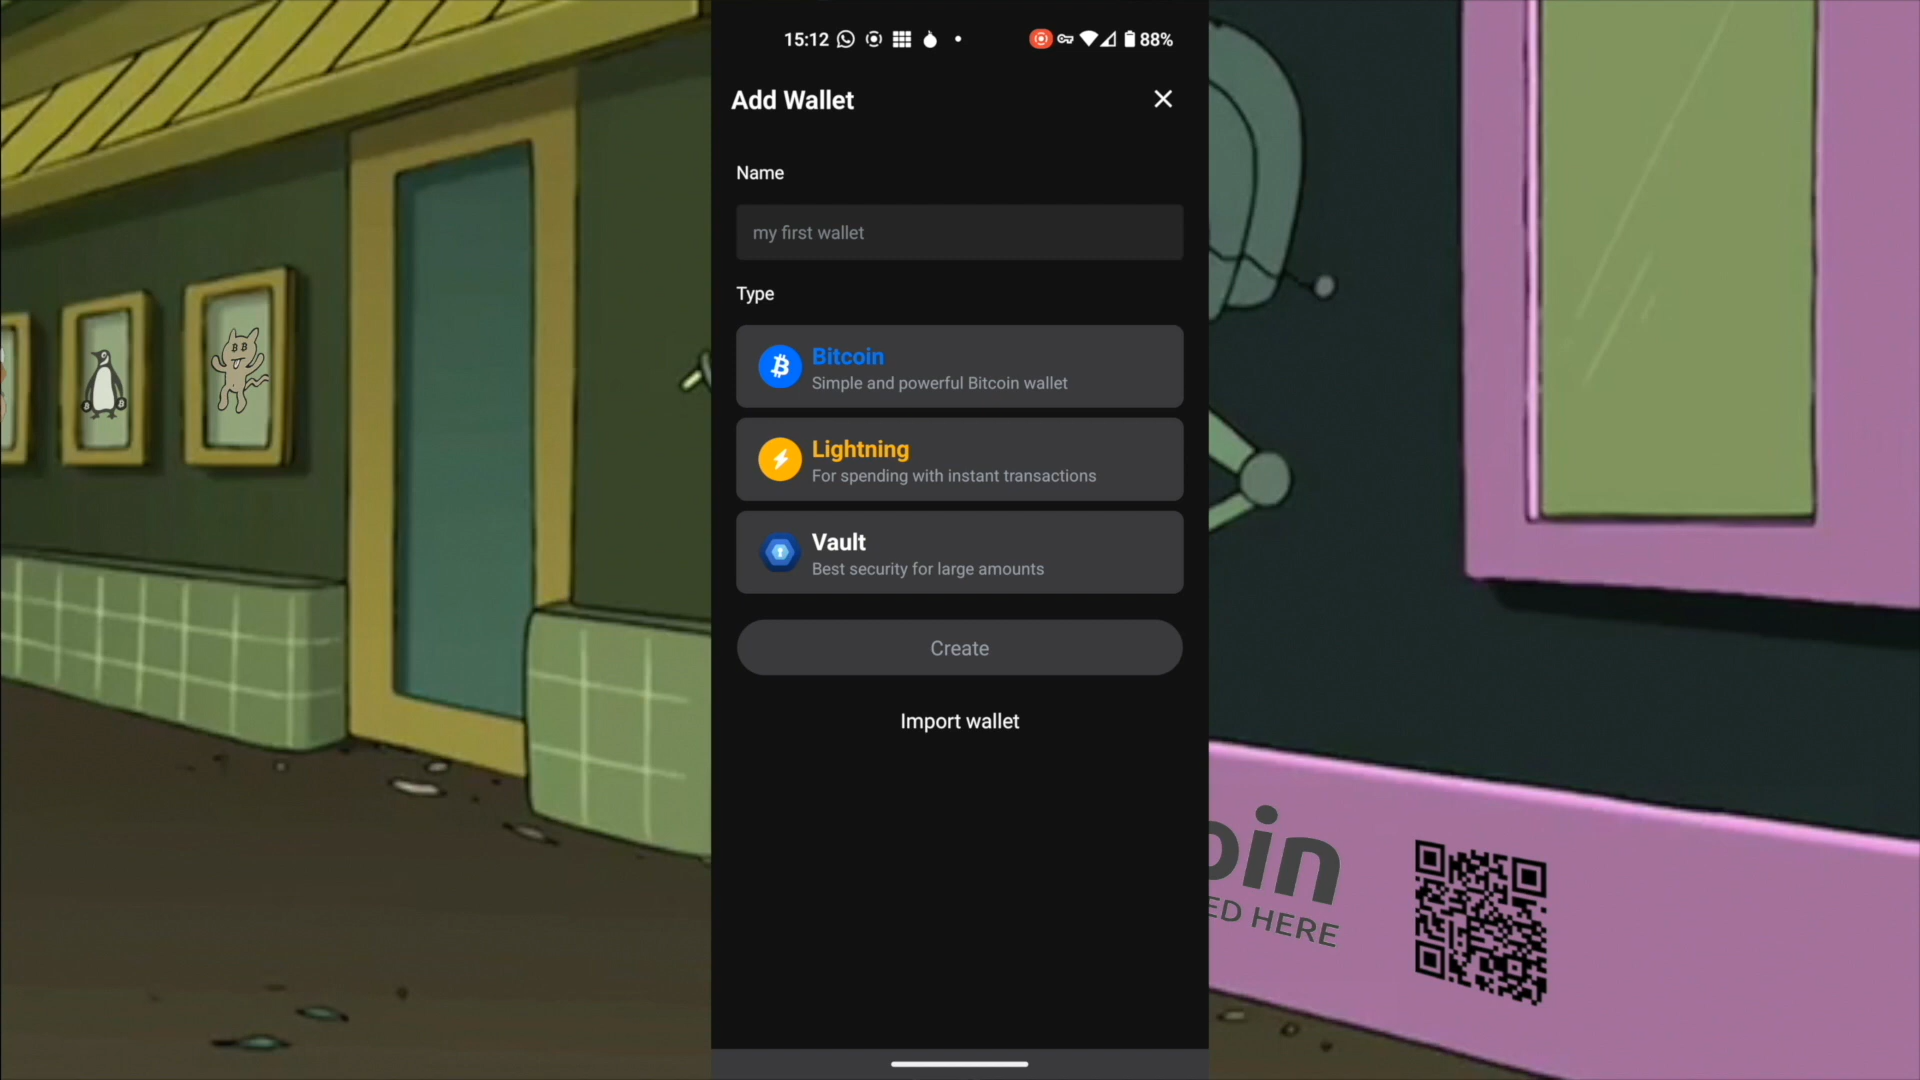 15:12
88%
Add Wallet
Name
my first wallet
Type
Bitcoin
Simple and powerful Bitcoin wallet
Lightning
For spending with instant transactions
Vault
Best security for large amounts
Create
Import wallet
oin
ED HERE